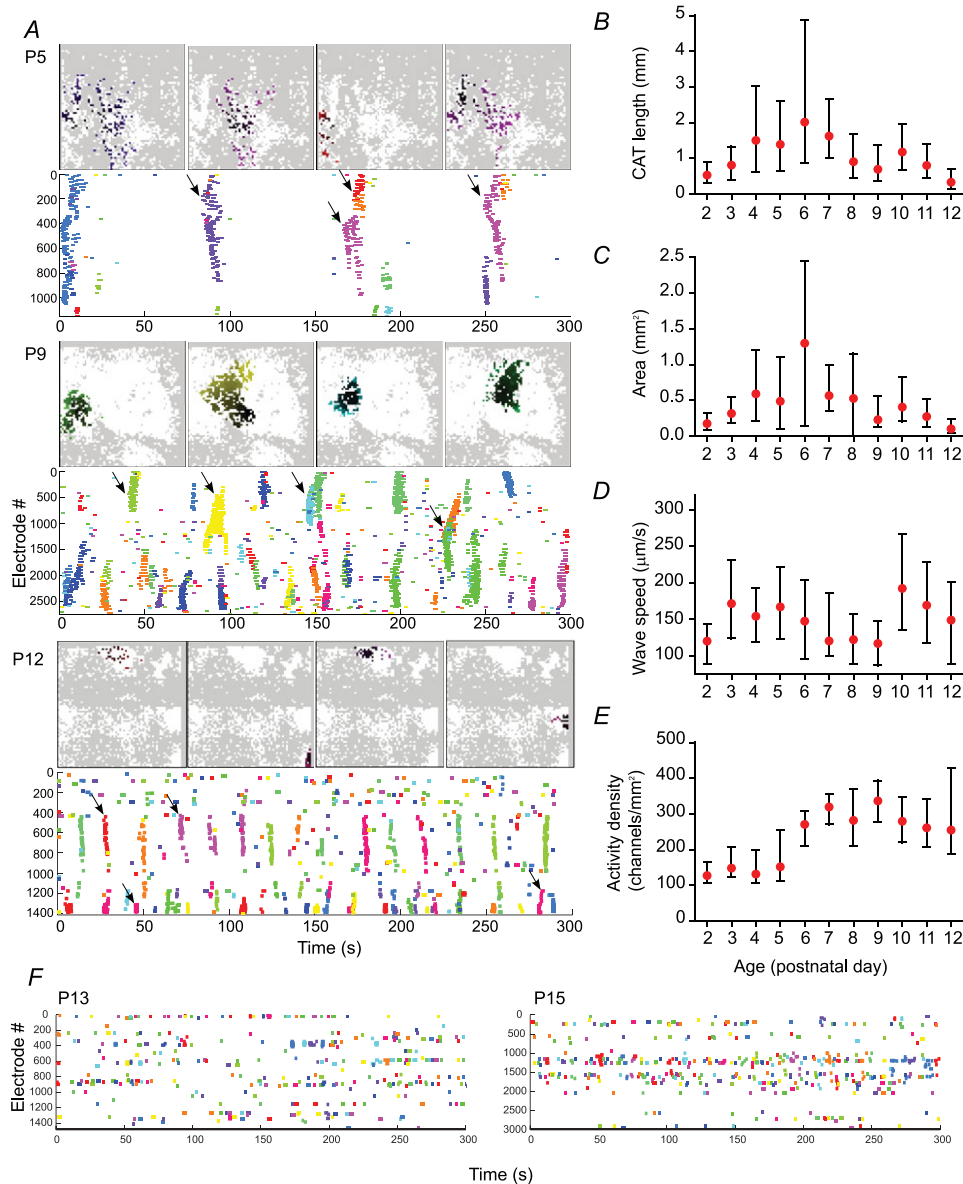 A
P5
0
200
400
600
800
1000
0 50 100 150 200 250 300
P9
0
500
1000
1500
2000
2500
0 50 100 150 200 250 300
Electrode #
P12
0
200
400
600
800
1000
1200
1400
0 50 100 150 200 250 300
Time (s)
B
CAT length (mm)
5
4
3
2
1
0
2 3 4 5 6 7 8 9 10 11 12
C
Area (mm²)
2.5
2.0
1.5
1.0
0.5
0.0
2 3 4 5 6 7 8 9 10 11 12
D
Wave speed (µm/s)
300
250
200
150
100
2 3 4 5 6 7 8 9 10 11 12
E
Activity density
(channels/mm²)
500
400
300
200
100
0
2 3 4 5 6 7 8 9 10 11 12
Age (postnatal day)
F
P13
Electrode #
0
200
400
600
800
1000
1200
1400
0 50 100 150 200 250 300
P15
0
500
1000
1500
2000
2500
3000
0 50 100 150 200 250 300
Time (s)